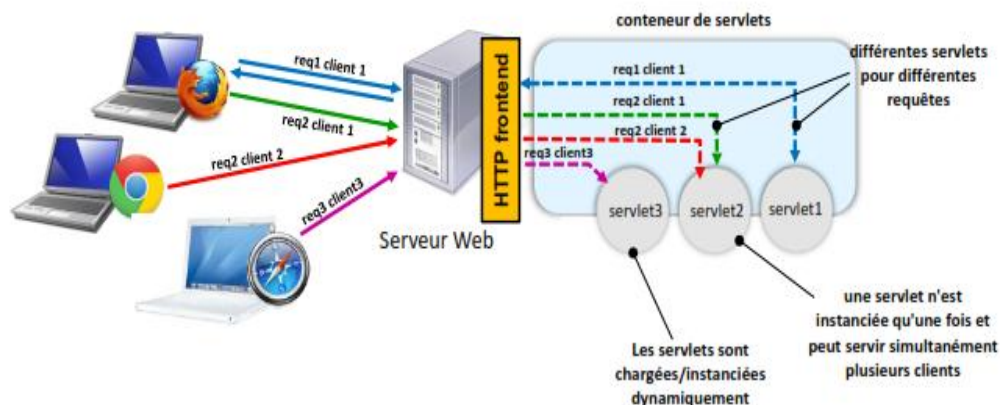 conteneur de servlets
req1 client 1
req2 client 1
req2 client 2
req3 client3
Serveur Web
HTTP frontend
req1 client 1
req2 client 1
req2 client 2
req3 client3
différentes servlets
pour différentes
requêtes
servlet3
servlet2
servlet1
Les servlets sont
chargées/instanciées
dynamiquement
une servlet n'est
instanciée qu'une fois et
peut servir simultanément
plusieurs clients